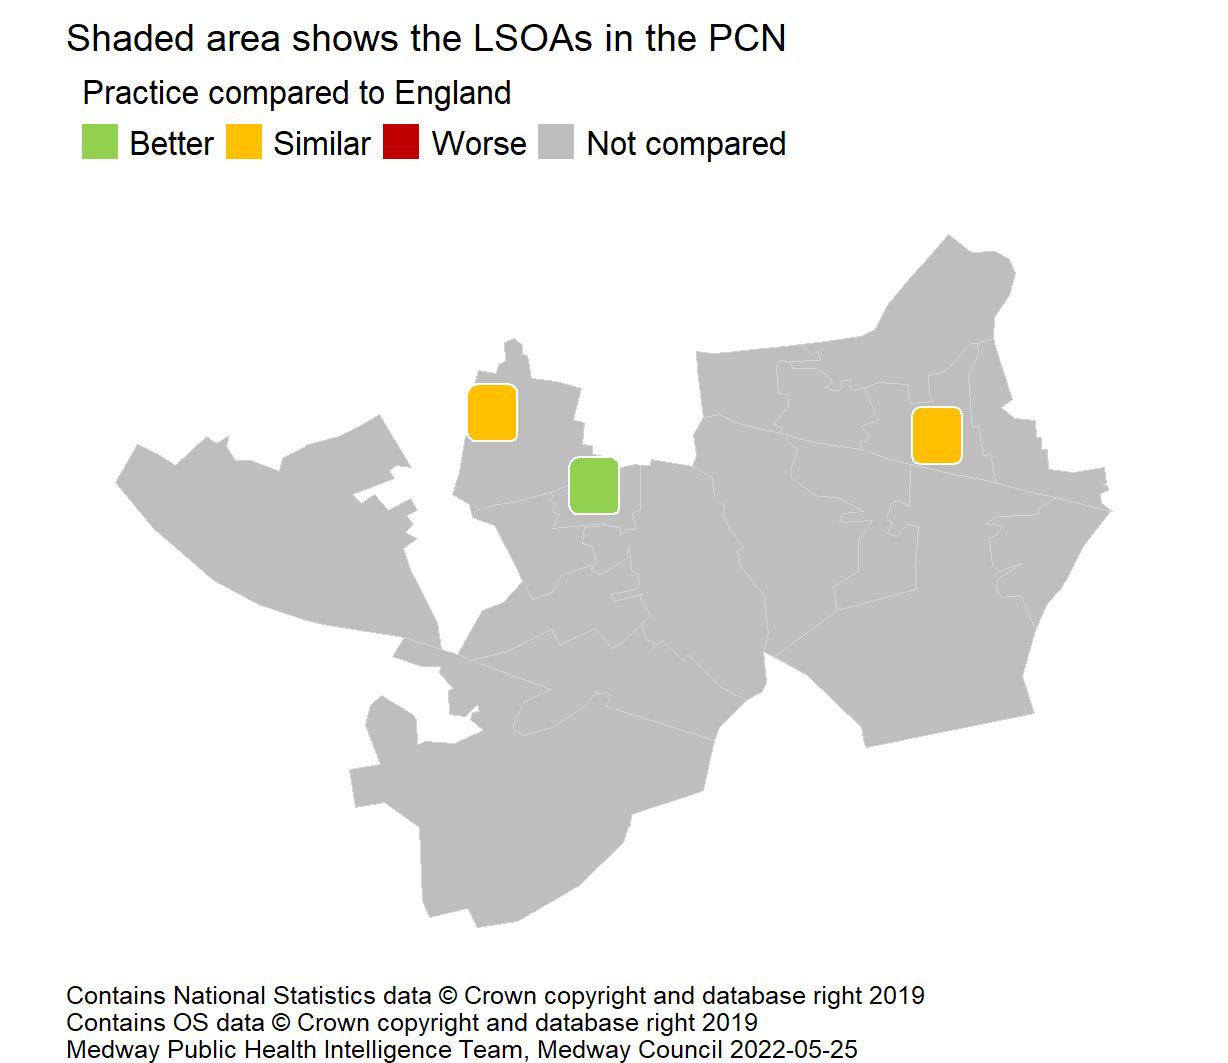 Shaded area shows the LSOAs in the PCN
Practice compared to England
Better Similar Worse Not compared
Contains National Statistics data © Crown copyright and database right 2019
Contains OS data © Crown copyright and database right 2019
Medway Public Health Intelligence Team, Medway Council 2022-05-25